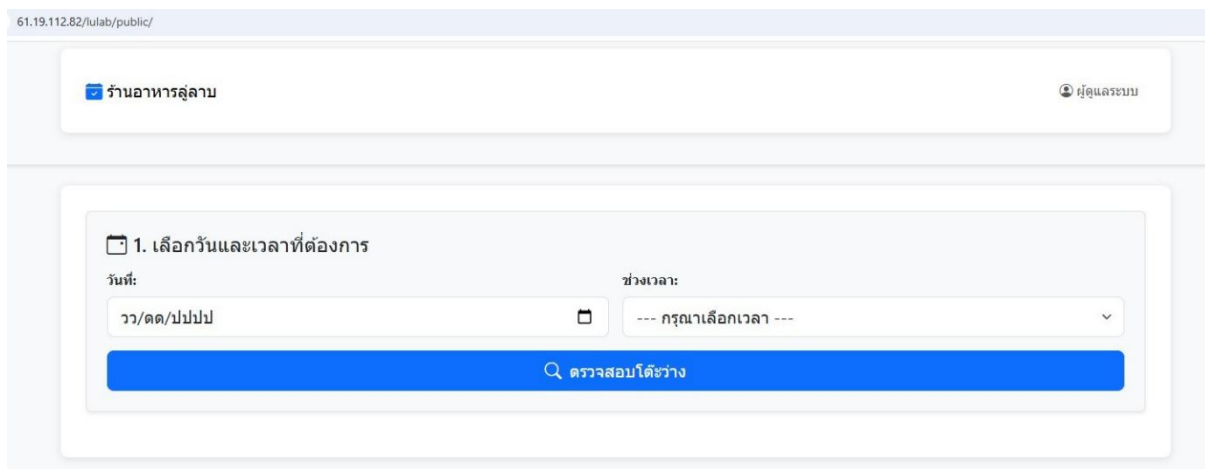 61.19.112.82/lulab/public/
ร้านอาหารลู่ลาบ
ผู้ดูแลระบบ
1. เลือกวันและเวลาที่ต้องการ
วันที่:
ช่วงเวลา:
วว/ดด/ปปปป
--- กรุณาเลือกเวลา ---
ตรวจสอบโต๊ะว่าง